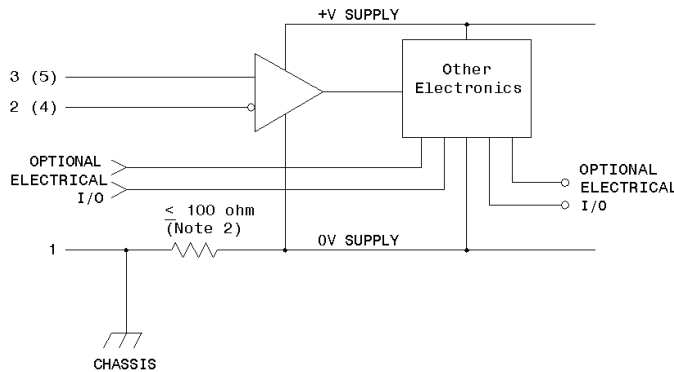 +V SUPPLY
Other
Electronics
3 (5)
2 (4)
OPTIONAL
ELECTRICAL
I/O
OPTIONAL
ELECTRICAL
I/O
≤ 100 ohm
(Note 2)
1
0V SUPPLY
CHASSIS